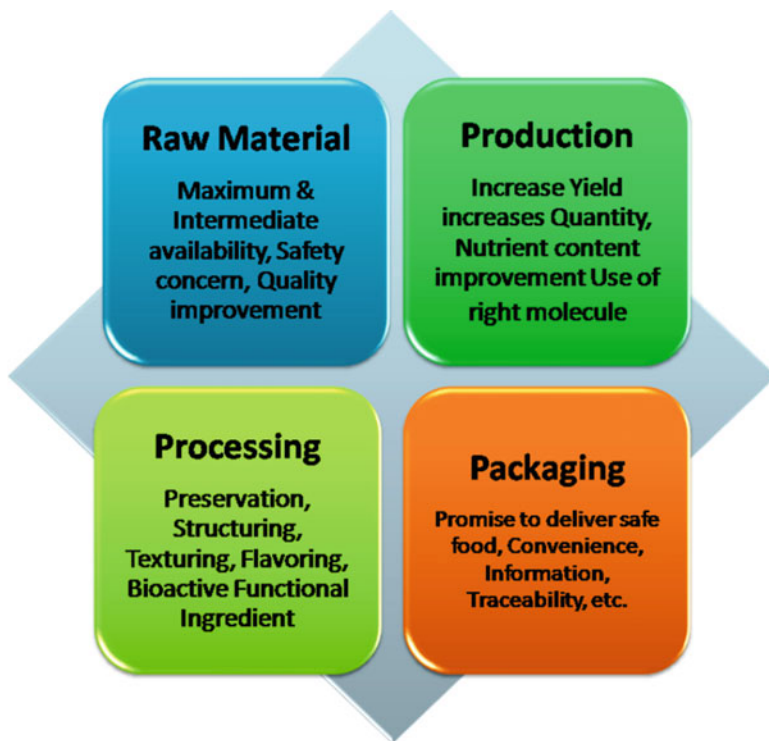 Raw Material
Maximum &
Intermediate
availability, Safety
concern, Quality
improvement
Production
Increase Yield
increases Quantity,
Nutrient content
improvement Use of
right molecule
Processing
Preservation,
Structuring,
Texturing, Flavoring,
Bioactive Functional
Ingredient
Packaging
Promise to deliver safe
food, Convenience,
Information,
Traceability, etc.